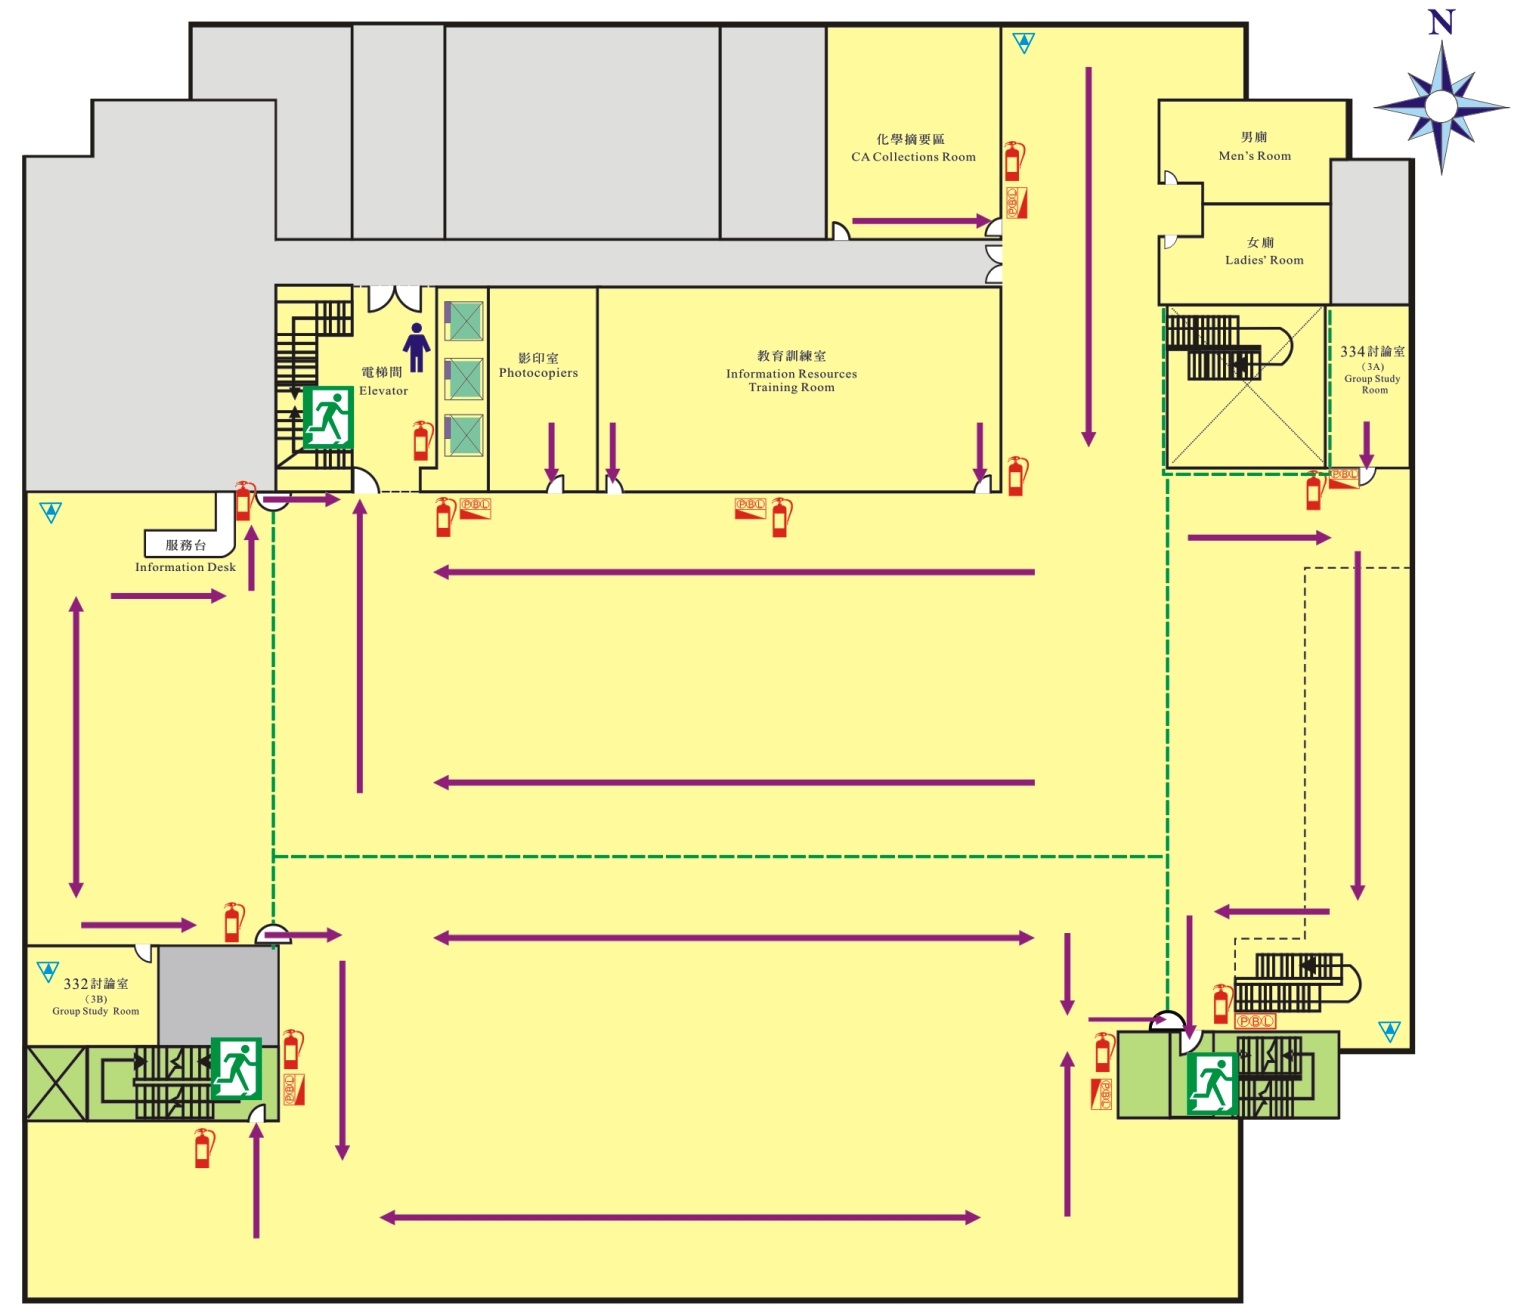 N
化學摘要區
CA Collections Room
男廁
Men's Room
PBL
女廁
Ladies' Room
影印室
Photocopiers
教育訓練室
Information Resources
Training Room
電梯間
Elevator
334討論室
(3A)
Group Study
Room
PBL
PBL
PBL
服務台
Information Desk
332討論室
(3B)
Group Study Room
PBL
PBL
PBL